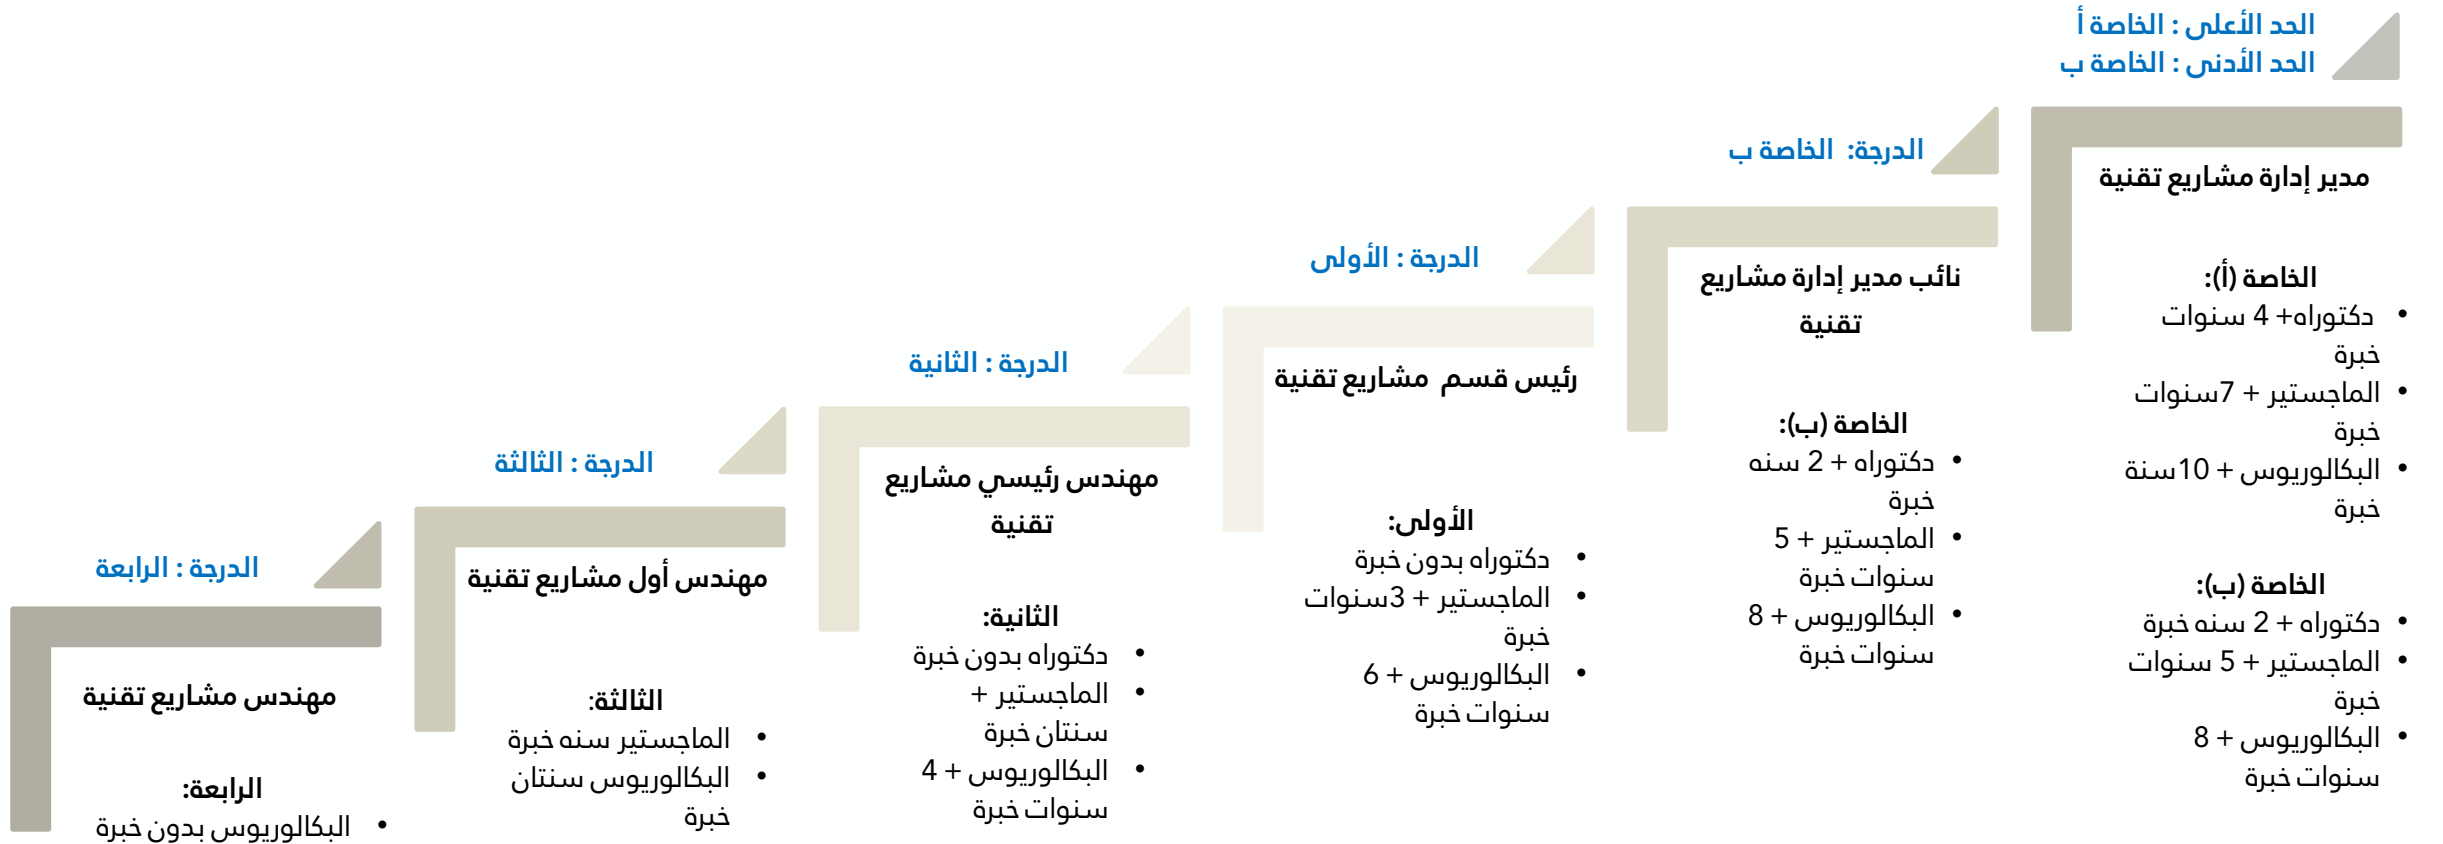 الحد الأعلى : الخاصة أ
الحد الأدنى : الخاصة ب
مدير إدارة مشاريع تقنية
الخاصة (أ):
• دكتوراه+ 4 سنوات
خبرة
• الماجستير + 7سنوات
خبرة
• البكالوريوس + 10سنة
خبرة
الخاصة (ب):
• دكتوراه + 2 سنه خبرة
• الماجستير + 5 سنوات
خبرة
• البكالوريوس + 8
سنوات خبرة
الدرجة: الخاصة ب
نائب مدير إدارة مشاريع
تقنية
الخاصة (ب):
• دكتوراه + 2 سنه
خبرة
• الماجستير + 5
سنوات خبرة
• البكالوريوس + 8
سنوات خبرة
الدرجة : الأولى
رئيس قسم مشاريع تقنية
الأولى:
• دكتوراه بدون خبرة
• الماجستير + 3سنوات
خبرة
• البكالوريوس + 6
سنوات خبرة
الدرجة : الثانية
مهندس رئيسي مشاريع
تقنية
الثانية:
• دكتوراه بدون خبرة
• الماجستير +
سنتان خبرة
• البكالوريوس + 4
سنوات خبرة
الدرجة : الثالثة
مهندس أول مشاريع تقنية
الثالثة:
• الماجستير سنه خبرة
• البكالوريوس سنتان
خبرة
الدرجة : الرابعة
مهندس مشاريع تقنية
الرابعة:
• البكالوريوس بدون خبرة